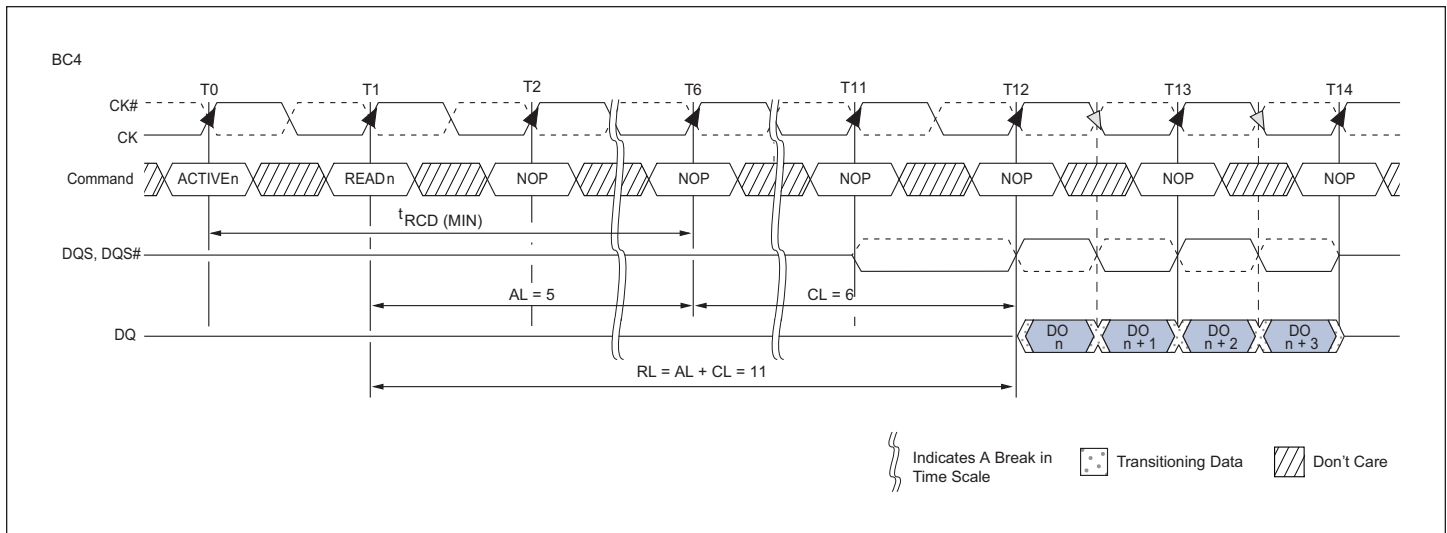 BC4
T0 T1 T2 T6 T11 T12 T13 T14
CK#
CK
Command ACTIVE n READ n NOP NOP NOP NOP NOP NOP
tRCD (MIN)
DQS, DQS#
AL = 5 CL = 6
DQ DO n DO n + 1 DO n + 2 DO n + 3
RL = AL + CL = 11
Indicates A Break in
Time Scale
Transitioning Data
Don't Care